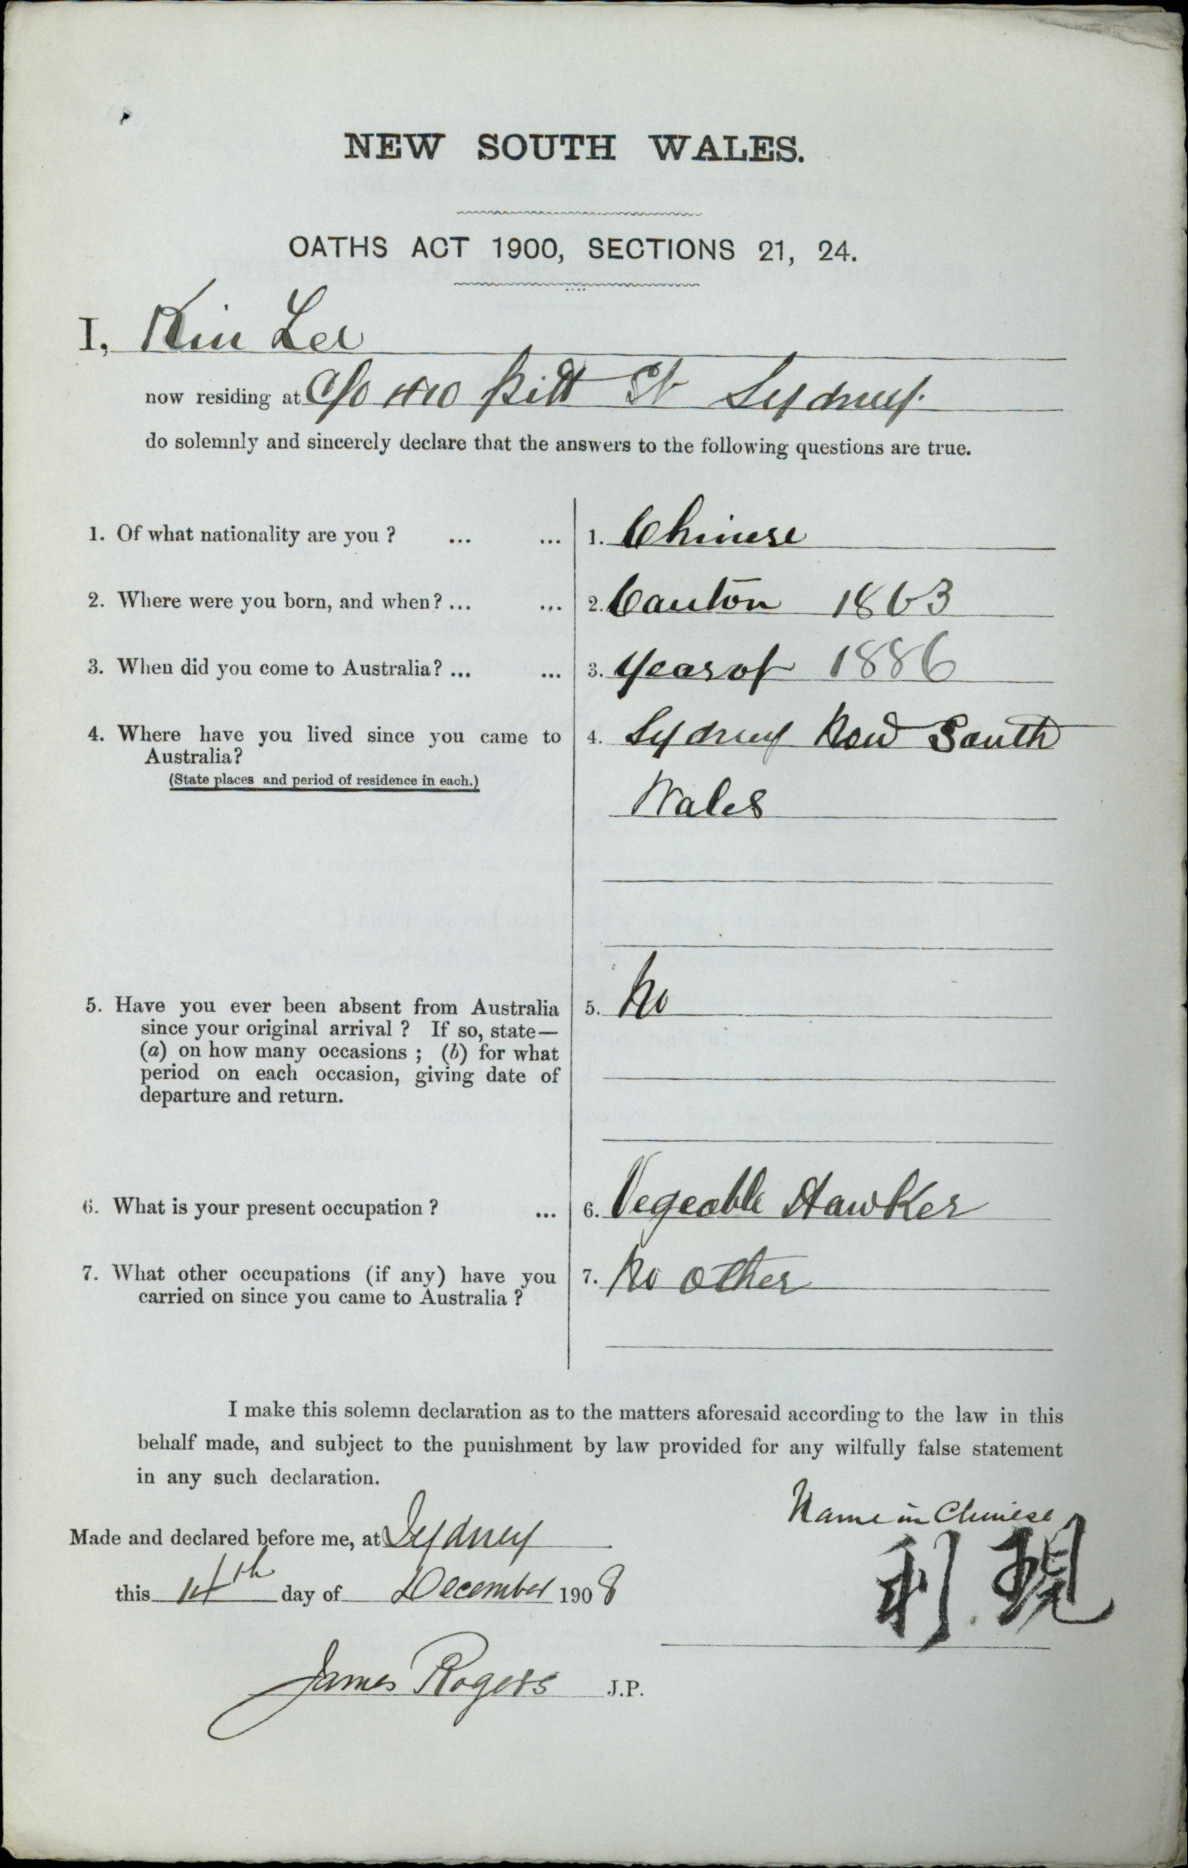 NEW SOUTH WALES.
OATHS ACT 1900, SECTIONS 21, 24.
I, Kin Lee
now residing at C/o 410 Pitt St Sydney.
do solemnly and sincerely declare that the answers to the following questions are true.
1. Of what nationality are you ? ... ... 1. Chinese
2. Where were you born, and when? ... ... 2. Canton 1863
3. When did you come to Australia? ... ... 3. Year of 1886
4. Where have you lived since you came to 4. Sydney New South
Australia?
(State places and period of residence in each.)
Wales
5. Have you ever been absent from Australia 5. No
since your original arrival ? If so, state—
(a) on how many occasions ; (b) for what
period on each occasion, giving date of
departure and return.
6. What is your present occupation ? ... 6. Vegeable Hawker
7. What other occupations (if any) have you 7. No other
carried on since you came to Australia ?
I make this solemn declaration as to the matters aforesaid according to the law in this
behalf made, and subject to the punishment by law provided for any wilfully false statement
in any such declaration.
Name in Chinese
Made and declared before me, at Sydney
利現
this 14th day of December 1908
James Rogers J.P.